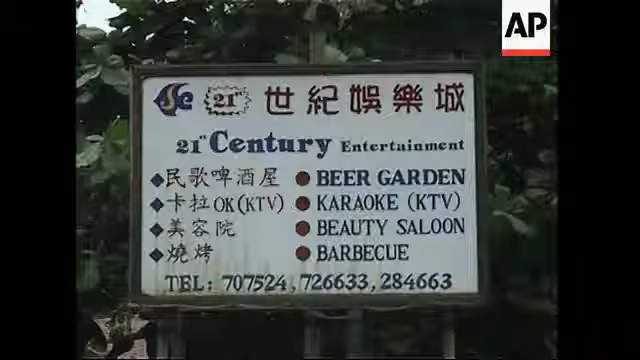 AP
21st 世紀娛樂城
21st Century Entertainment
◆民歌啤酒屋 ● BEER GARDEN
◆卡拉OK(KTV) ● KARAOKE (KTV)
◆美容院 ● BEAUTY SALOON
◆燒烤 ● BARBECUE
TEL: 707524,726633,284663